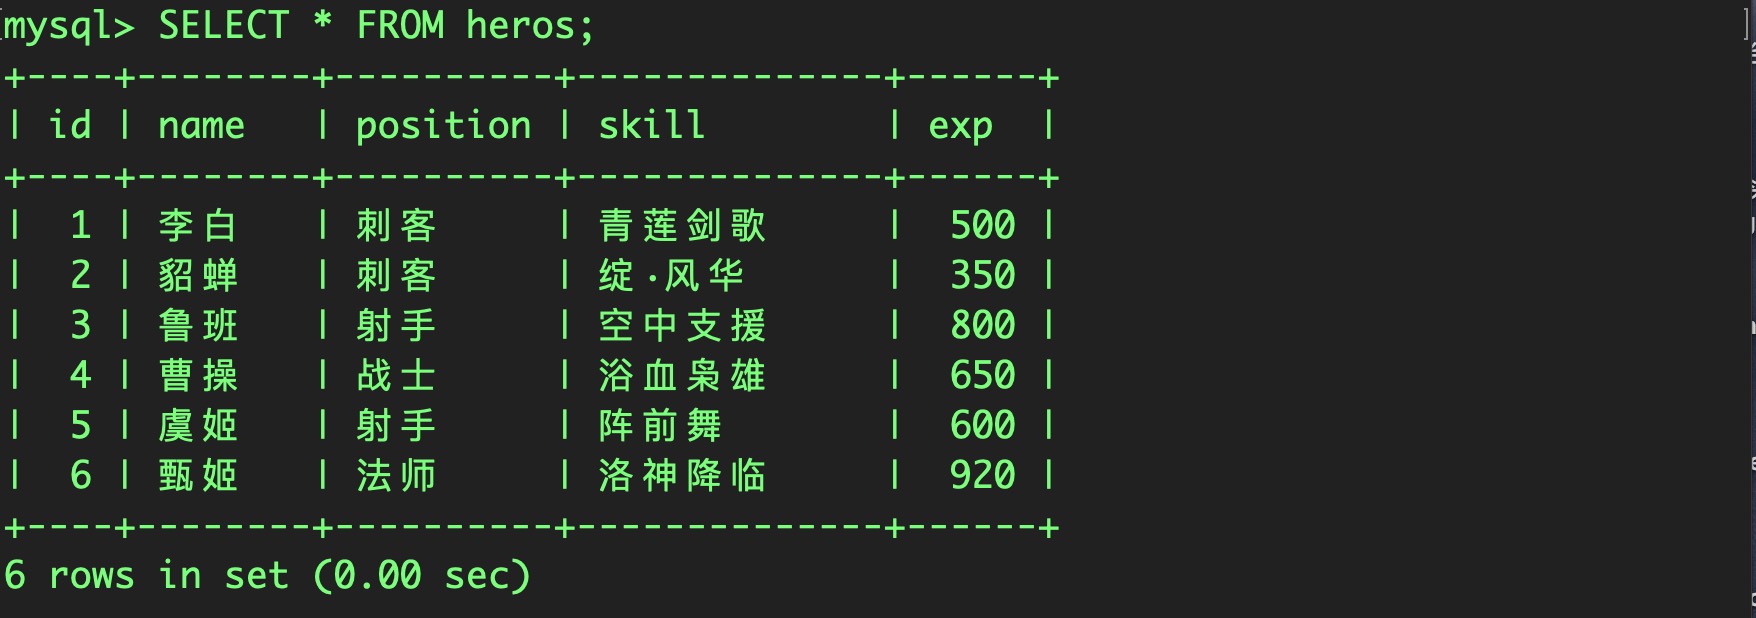 mysql> SELECT * FROM heros;
+----+--------+----------+--------------+------+
| id | name   | position | skill        | exp  |
+----+--------+----------+--------------+------+
|  1 | 李白   | 刺客     | 青莲剑歌     |  500 |
|  2 | 貂蝉   | 刺客     | 绽·风华      |  350 |
|  3 | 鲁班   | 射手     | 空中支援     |  800 |
|  4 | 曹操   | 战士     | 浴血枭雄     |  650 |
|  5 | 虞姬   | 射手     | 阵前舞       |  600 |
|  6 | 甄姬   | 法师     | 洛神降临     |  920 |
+----+--------+----------+--------------+------+
6 rows in set (0.00 sec)